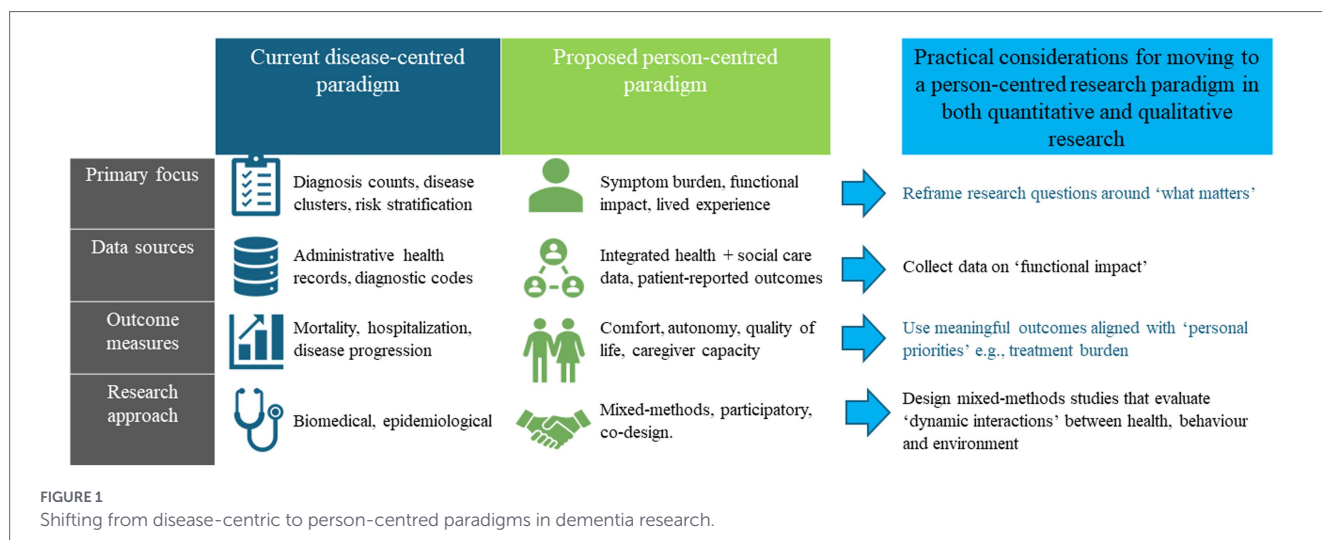 Current disease-centred
paradigm
Proposed person-centred
paradigm
Practical considerations for moving to
a person-centred research paradigm in
both quantitative and qualitative
research
Primary focus
Diagnosis counts, disease
clusters, risk stratification
Symptom burden, functional
impact, lived experience
Reframe research questions around ‘what matters’
Data sources
Administrative health
records, diagnostic codes
Integrated health + social care
data, patient-reported outcomes
Collect data on ‘functional impact’
Outcome
measures
Mortality, hospitalization,
disease progression
Comfort, autonomy, quality of
life, caregiver capacity
Use meaningful outcomes aligned with ‘personal
priorities’ e.g., treatment burden
Research
approach
Biomedical, epidemiological
Mixed-methods, participatory,
co-design.
Design mixed-methods studies that evaluate
‘dynamic interactions’ between health, behaviour
and environment
FIGURE 1
Shifting from disease-centric to person-centred paradigms in dementia research.